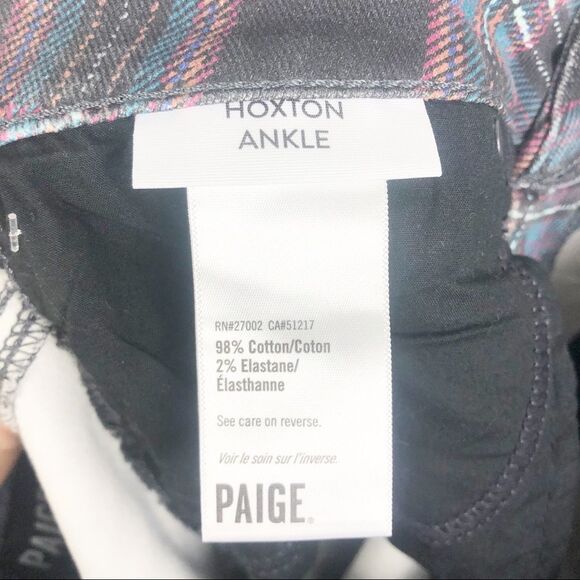 HOXTON
ANKLE
RN#27002 CA#51217
98% Cotton/Coton
2% Elastane/
Élasthanne
See care on reverse.
Voir le soin sur l'inverse.
PAIGE.
PAIGE